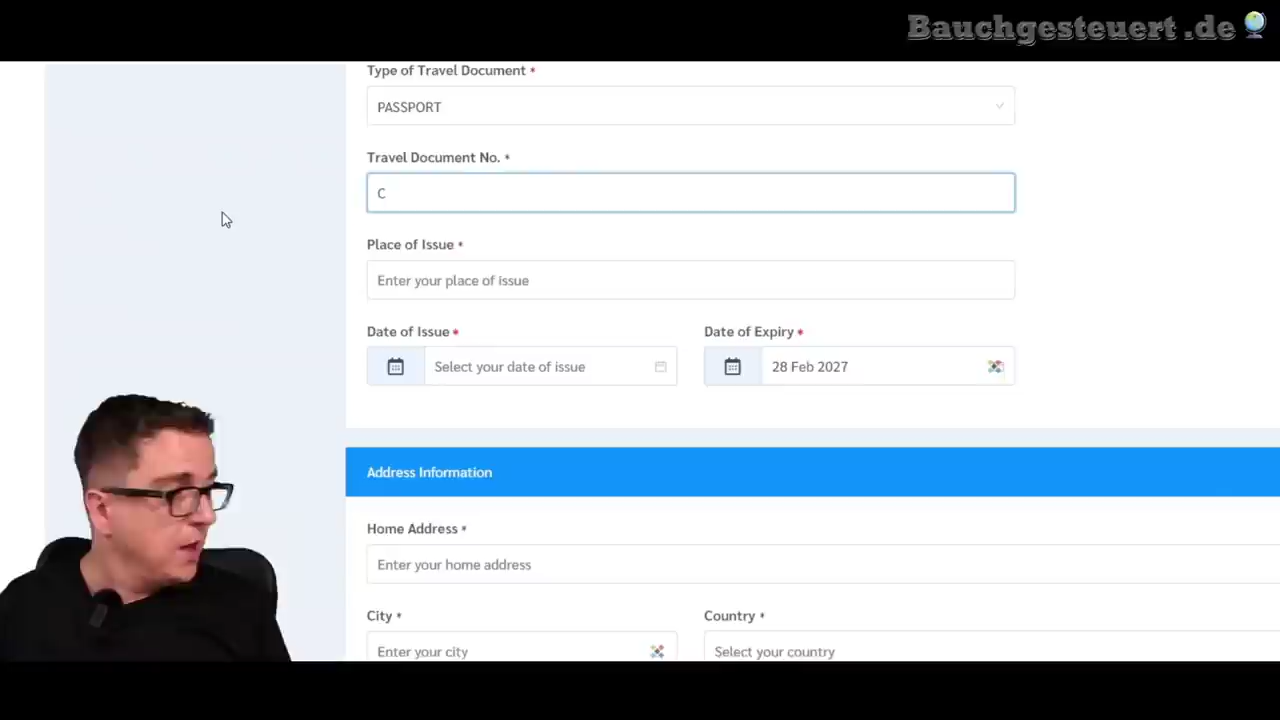 Bauchgesteuert.de
Type of Travel Document *
PASSPORT
Travel Document No. *
C
Place of Issue *
Enter your place of issue
Date of Issue * Date of Expiry *
Select your date of issue 28 Feb 2027
Address Information
Home Address *
Enter your home address
City * Country *
Enter your city Select your country